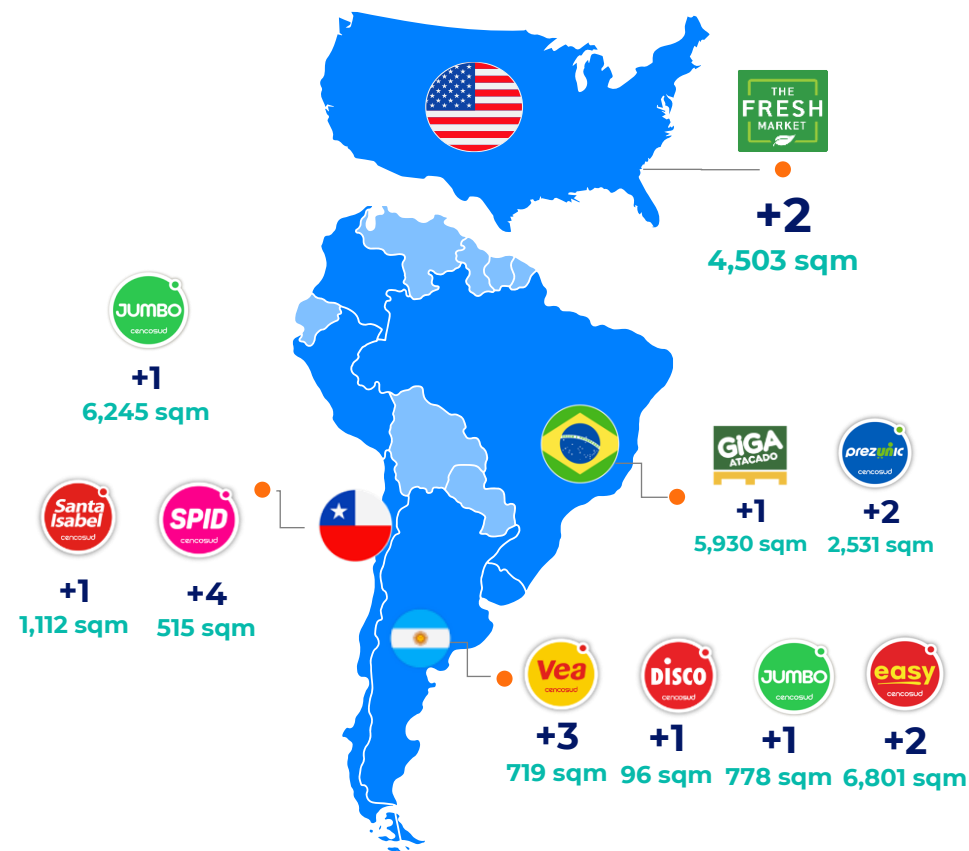 THE
FRESH
MARKET
+2
4,503 sqm
JUMBO
cencosud
+1
6,245 sqm
Santa
Isabel
cencosud
+1
1,112 sqm
SPID
cencosud
+4
515 sqm
GIGA
ATACADO
+1
5,930 sqm
prezunic
cencosud
+2
2,531 sqm
Vea
cencosud
+3
719 sqm
DISCO
cencosud
+1
96 sqm
JUMBO
cencosud
+1
778 sqm
easy
cencosud
+2
6,801 sqm